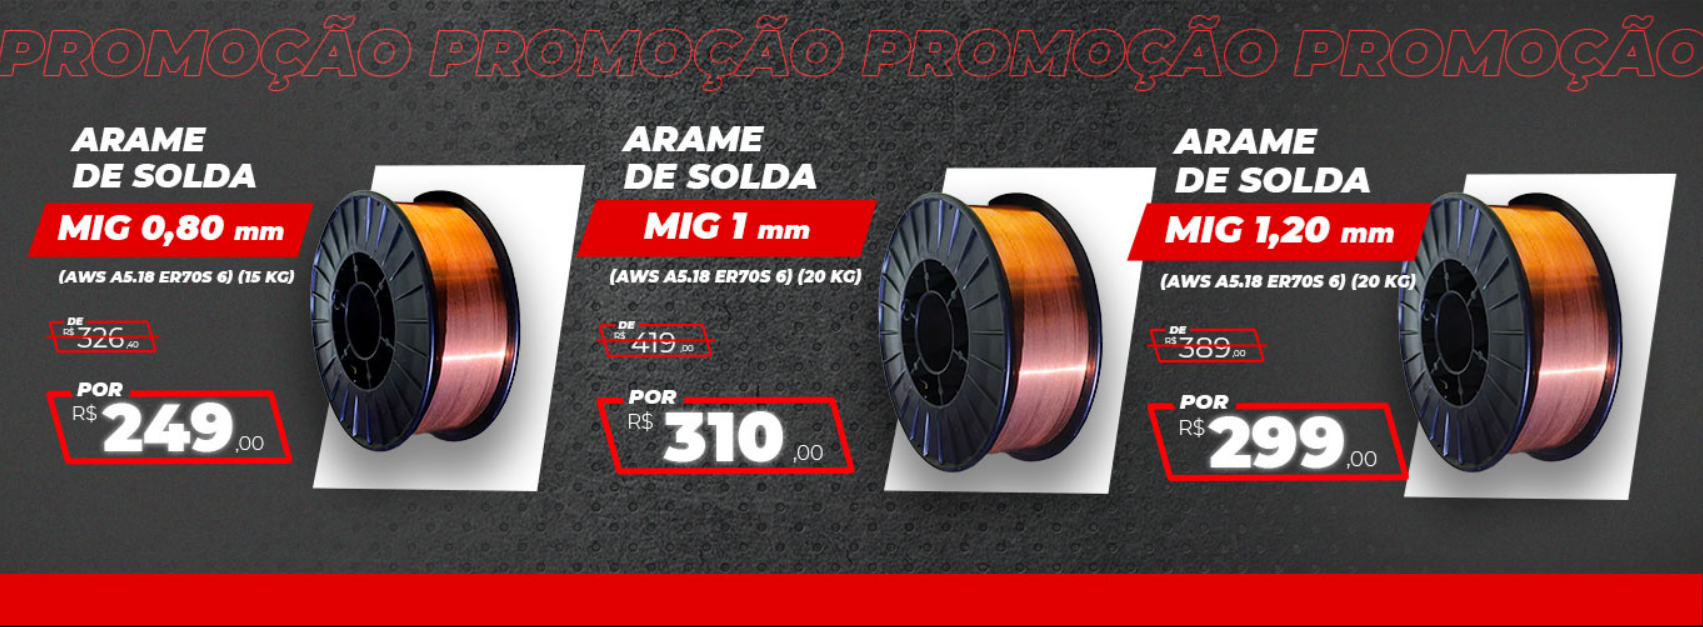 PROMOÇÃO PROMOÇÃO PROMOÇÃO PROMOÇÃO
ARAME
DE SOLDA
MIG 0,80 mm
(AWS A5.18 ER70S 6) (15 KG)
DE
R$ 326,40
POR
R$ 249,00
ARAME
DE SOLDA
MIG 1 mm
(AWS A5.18 ER70S 6) (20 KG)
DE
R$ 419,00
POR
R$ 310,00
ARAME
DE SOLDA
MIG 1,20 mm
(AWS A5.18 ER70S 6) (20 KG)
DE
R$ 389,00
POR
R$ 299,00